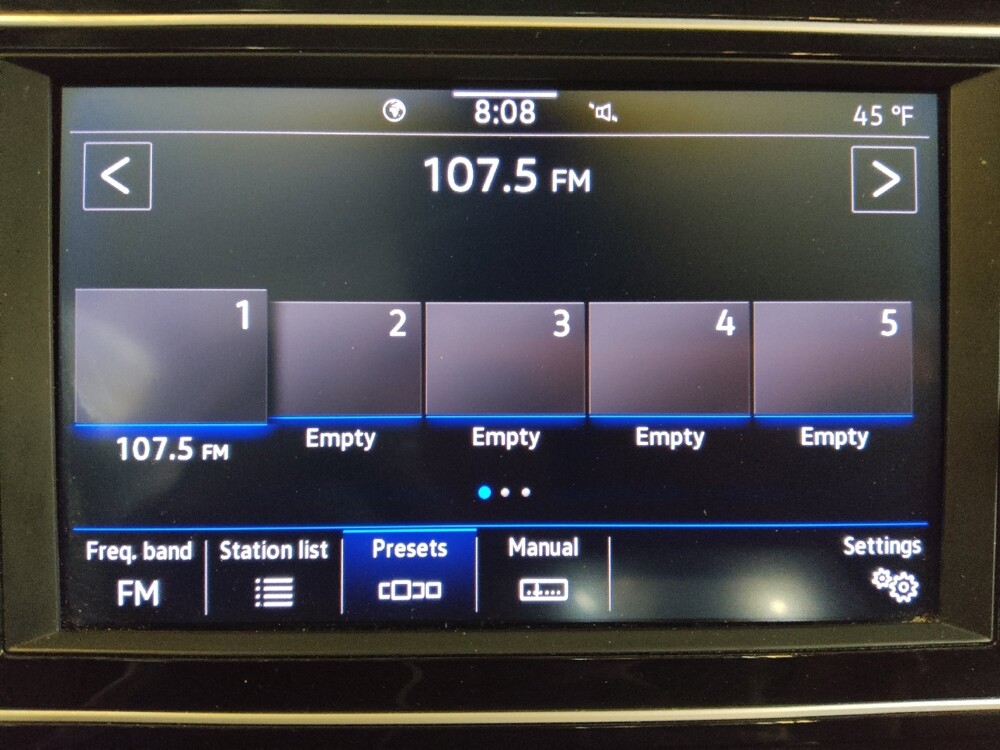 8:08
45 °F
107.5 FM
1
2
3
4
5
107.5 FM
Empty
Empty
Empty
Empty
Freq. band
FM
Station list
Presets
Manual
Settings